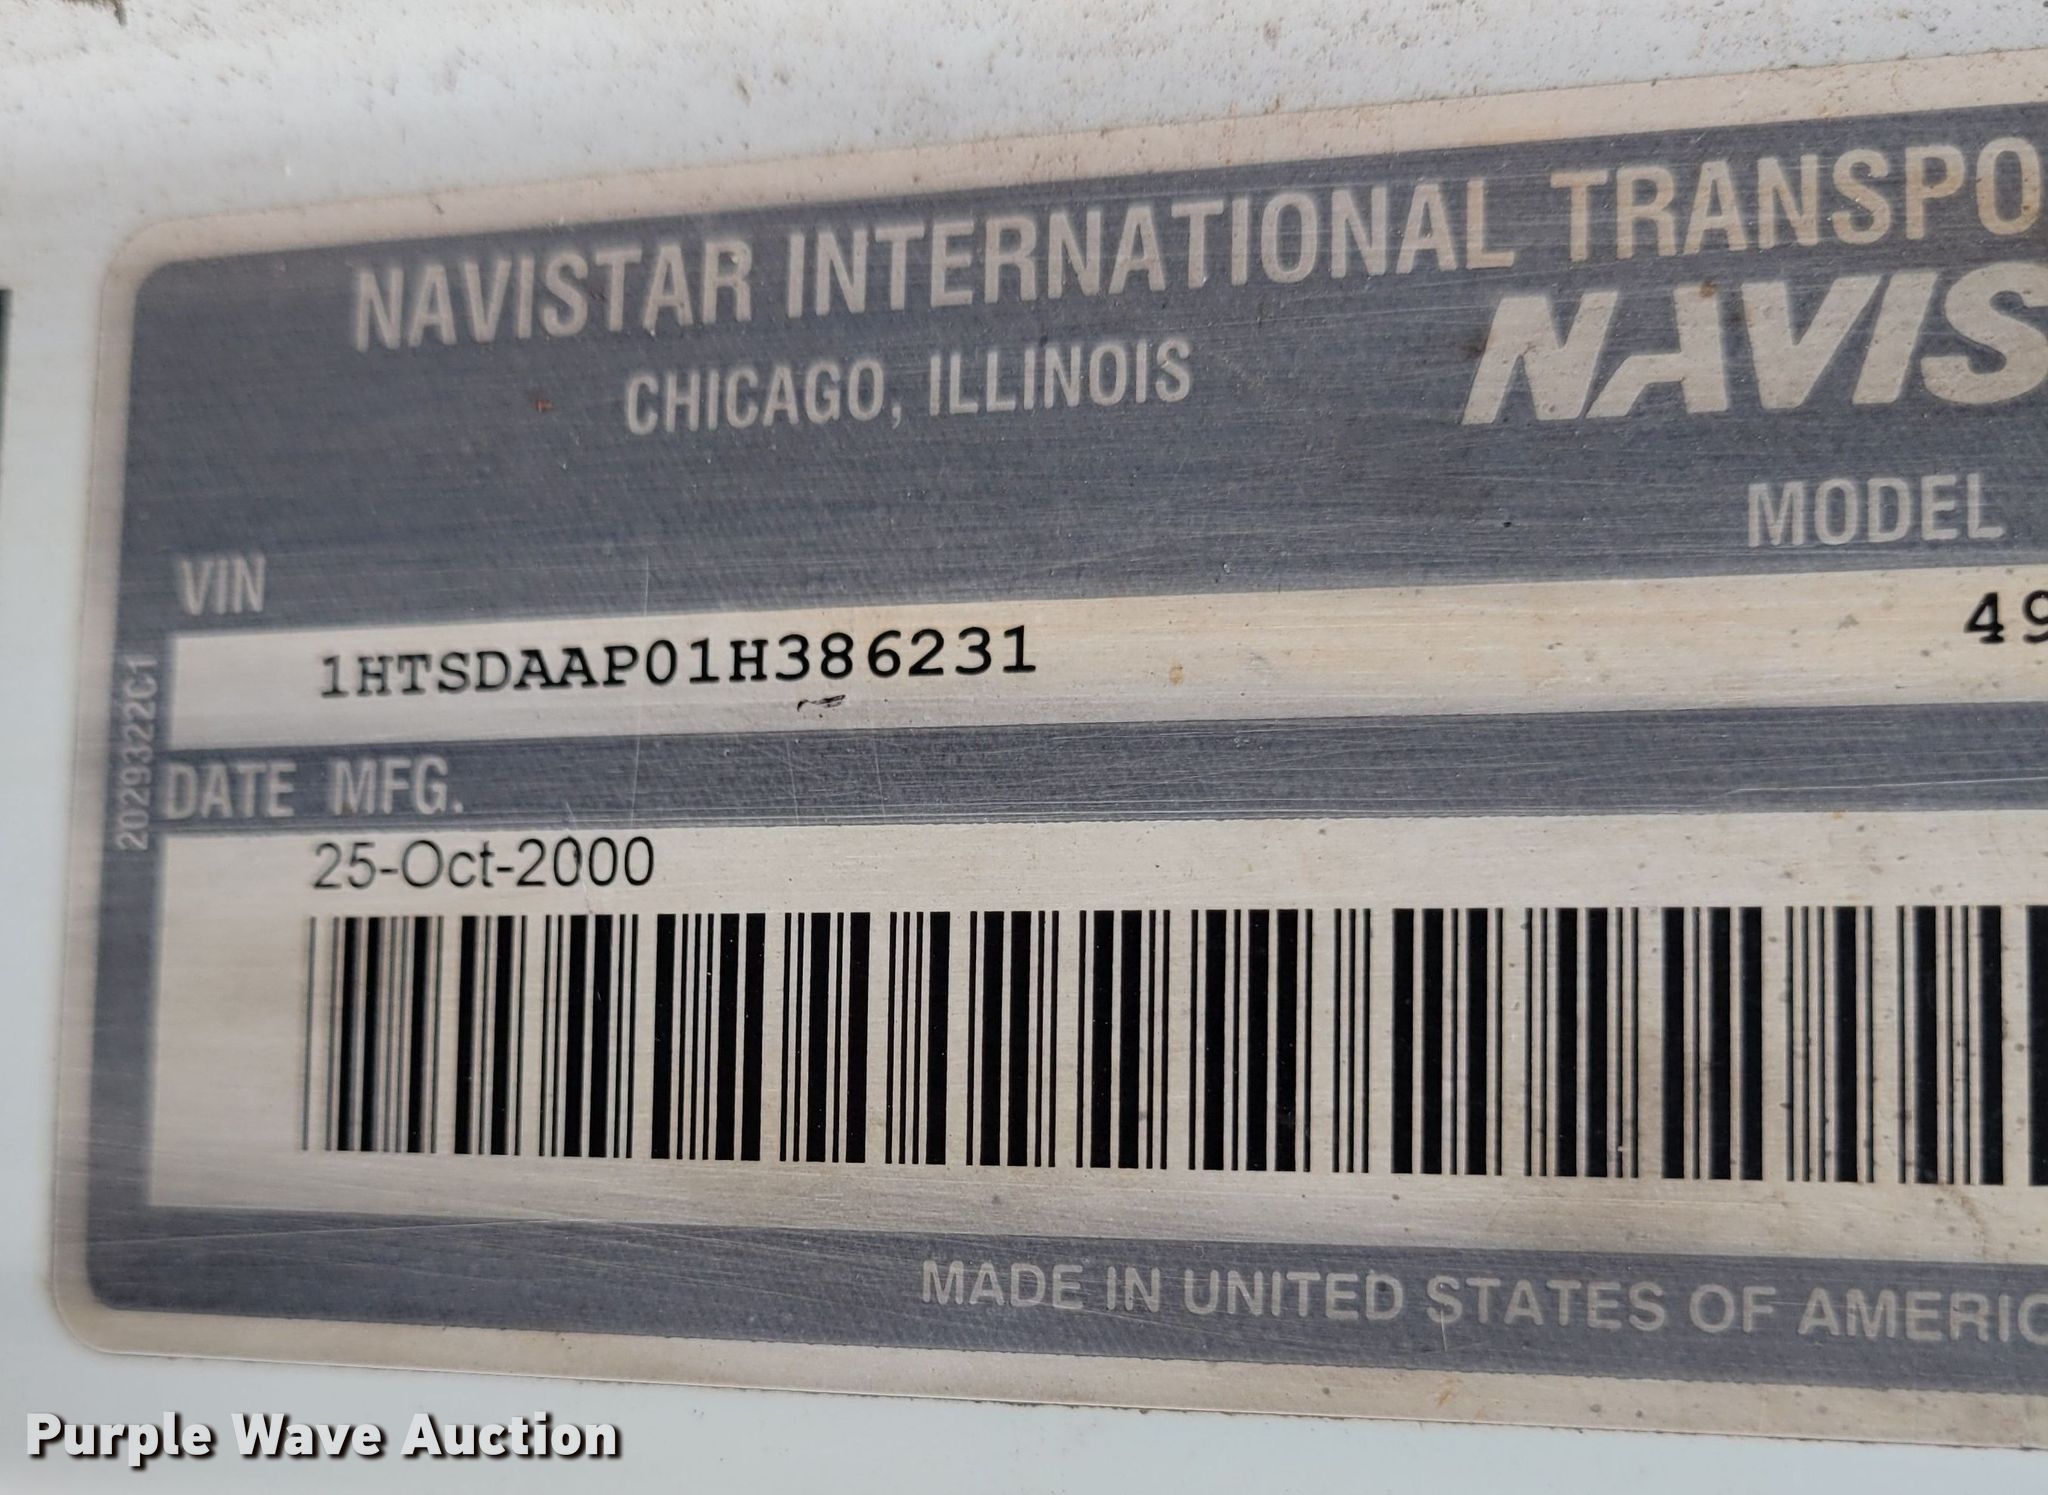 NAVISTAR INTERNATIONAL TRANSPO
CHICAGO, ILLINOIS
NAVIS
MODEL
VIN
1HTSDAAP01H386231
49
2029322C1
DATE MFG.
25-Oct-2000
MADE IN UNITED STATES OF AMERIC
Purple Wave Auction